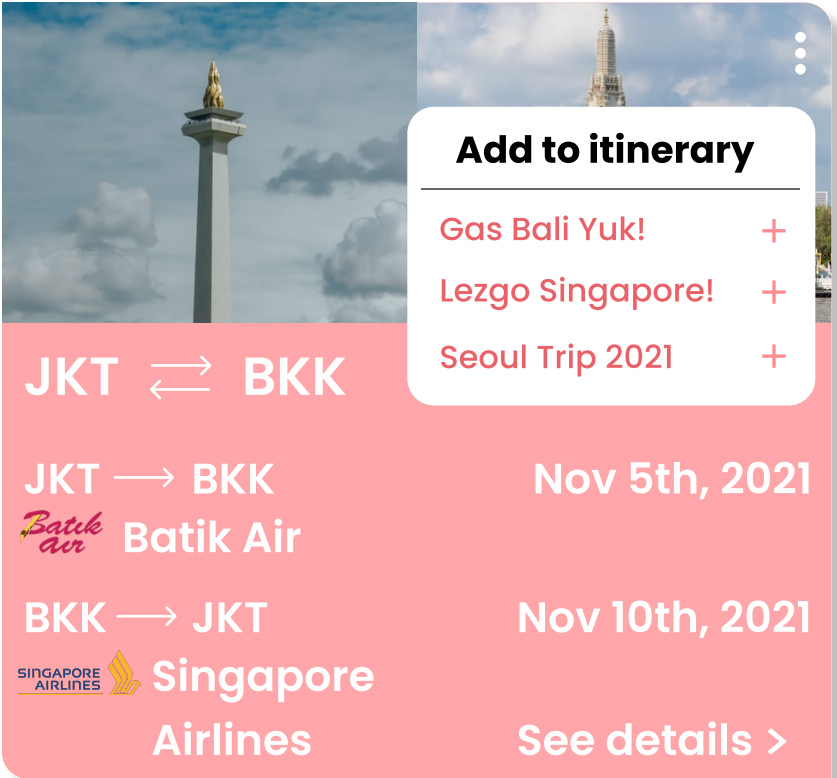 Add to itinerary
Gas Bali Yuk! +
Lezgo Singapore! +
Seoul Trip 2021 +
JKT BKK
JKT → BKK Nov 5th, 2021
Batik Air Batik Air
BKK → JKT Nov 10th, 2021
SINGAPORE AIRLINES Singapore
Airlines See details >